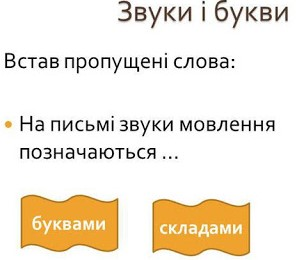 Звуки і букви
Встав пропущені слова:
• На письмі звуки мовлення
позначаються ...
буквами
складами